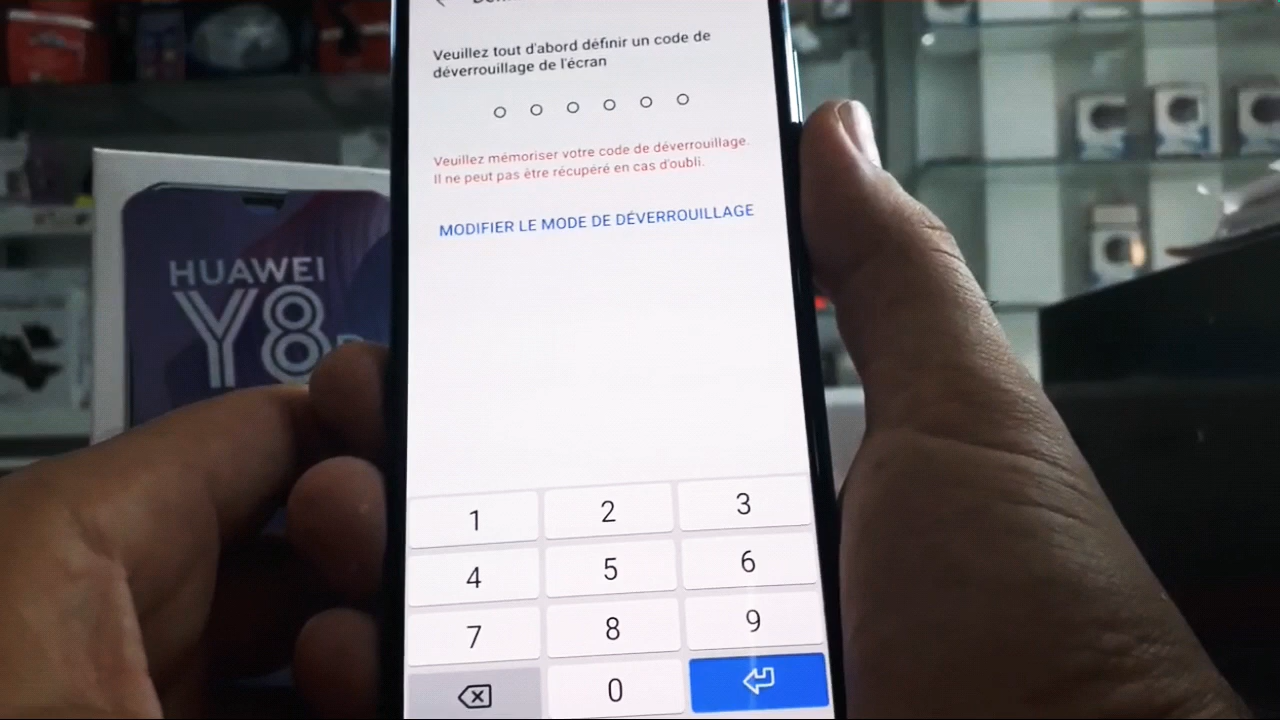 Veuillez tout d'abord définir un code de
déverrouillage de l'écran
Veuillez mémoriser votre code de déverrouillage.
Il ne peut pas être récupéré en cas d'oubli.
MODIFIER LE MODE DE DÉVERROUILLAGE
HUAWEI
Y8
1 2 3
4 5 6
7 8 9
0